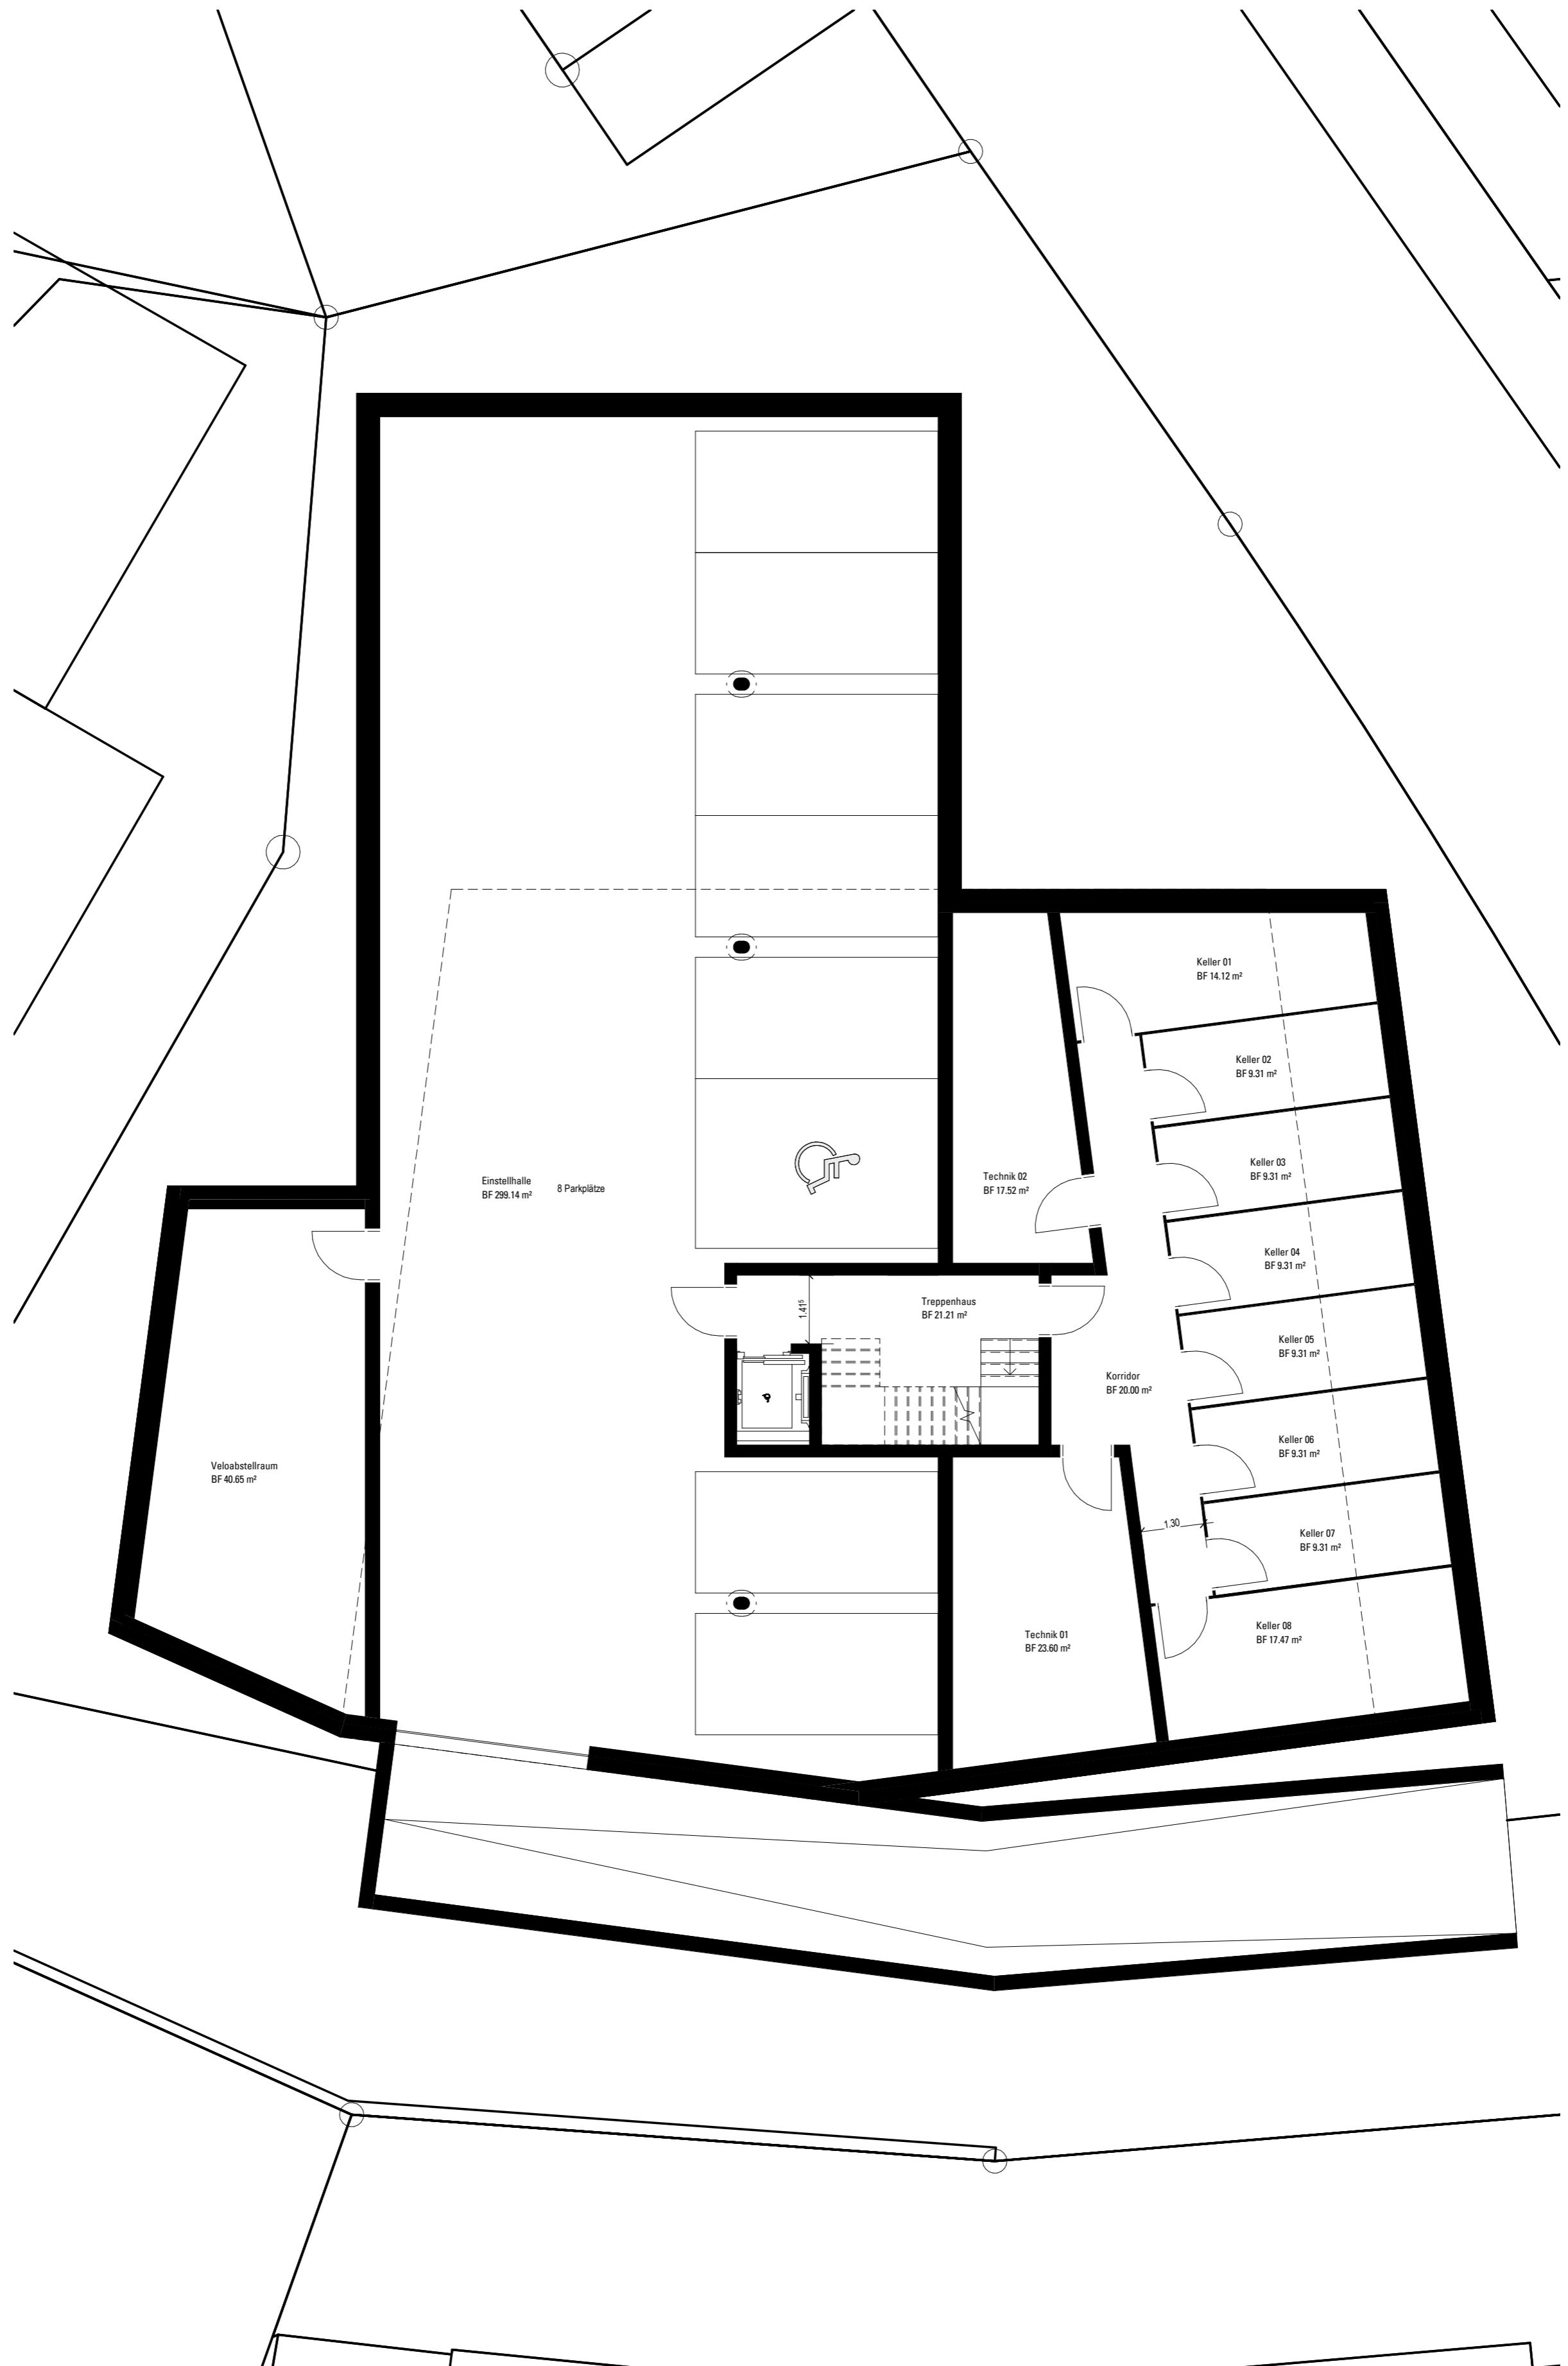 Keller 01
BF 14.12 m²
Keller 02
BF 9.31 m²
Keller 03
BF 9.31 m²
Technik 02
BF 17.52 m²
Einstellhalle
BF 299.14 m²
8 Parkplätze
Keller 04
BF 9.31 m²
Treppenhaus
BF 21.21 m²
1.41⁵
Keller 05
BF 9.31 m²
Korridor
BF 20.00 m²
Keller 06
BF 9.31 m²
Veloabstellraum
BF 40.65 m²
1.30
Keller 07
BF 9.31 m²
Keller 08
BF 17.47 m²
Technik 01
BF 23.60 m²